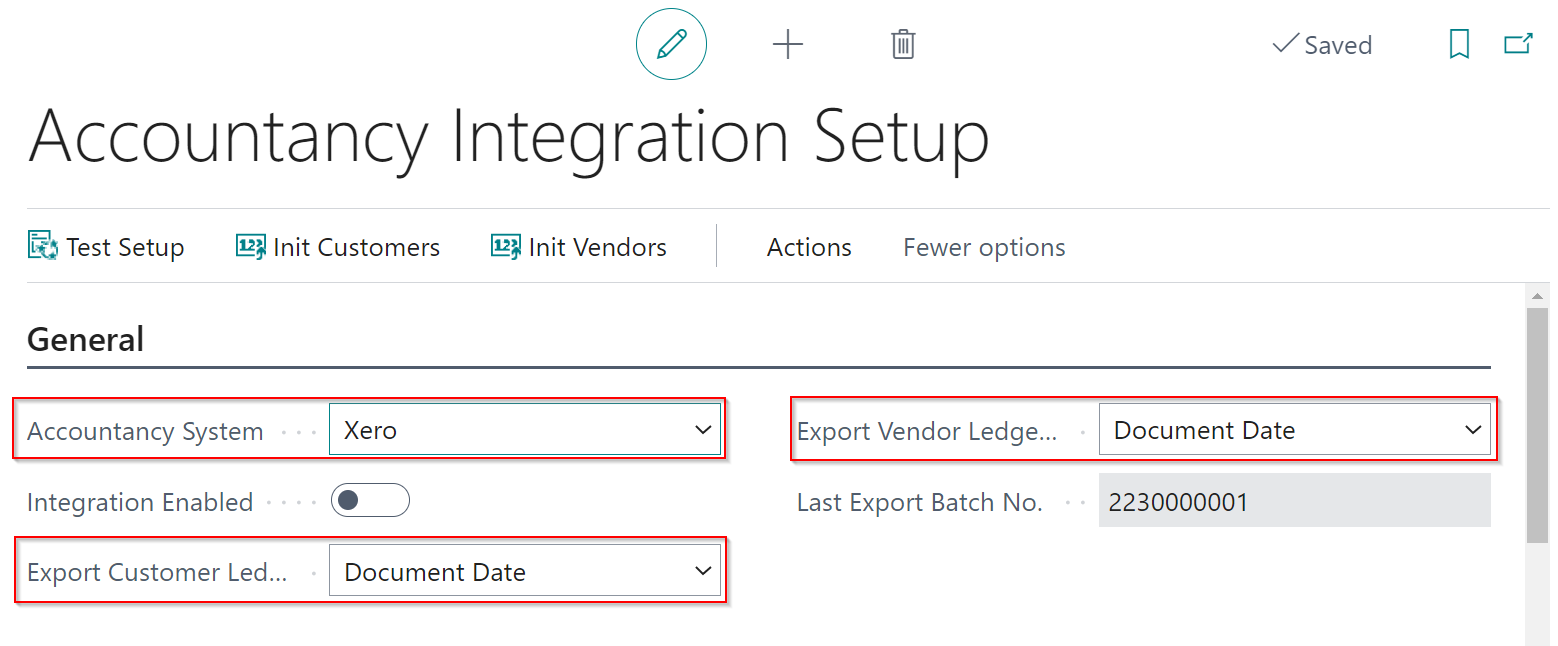 Saved
Accountancy Integration Setup
Test Setup Init Customers Init Vendors Actions Fewer options
General
Accountancy System Xero
Export Vendor Ledge... Document Date
Integration Enabled
Last Export Batch No. 2230000001
Export Customer Led... Document Date